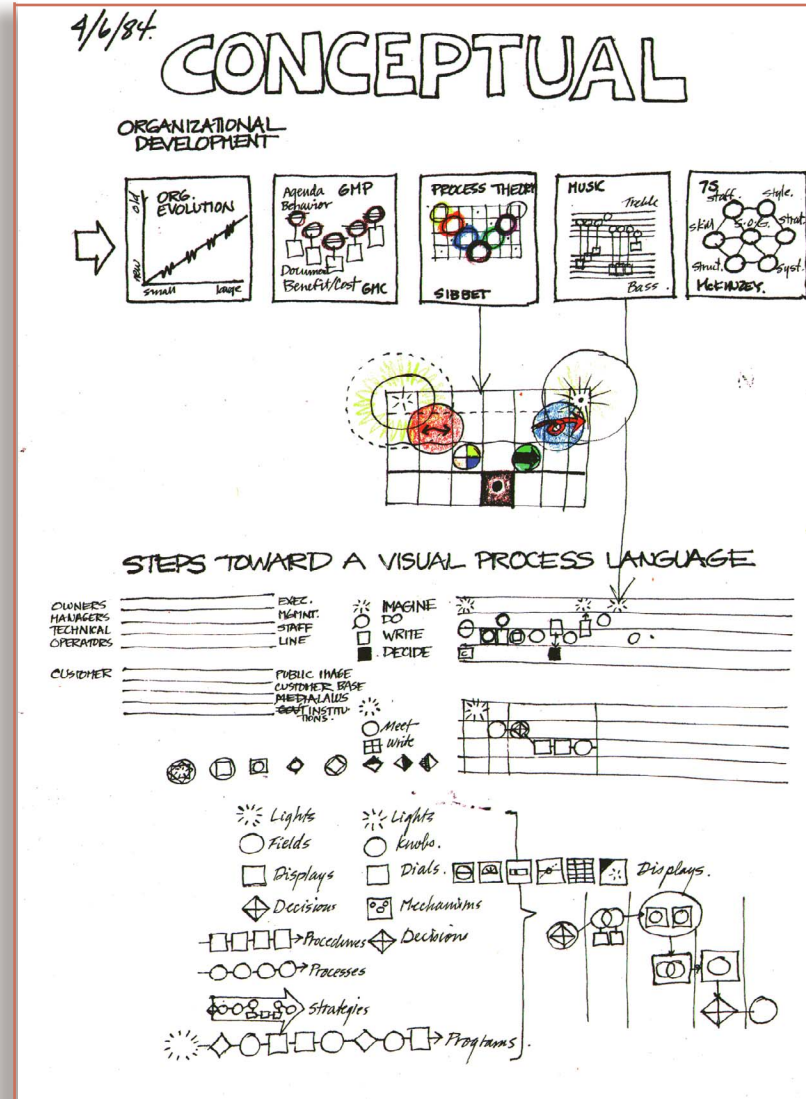 4/6/84.
CONCEPTUAL
ORGANIZATIONAL
DEVELOPMENT
ORG.
EVOLUTION
old
new
small large
Agenda GMP
Behavior
Document
Benefit/Cost GMC
PROCESS THEORY
SIBBET
MUSIC
Treble
Bass
7S
Staff. Style.
skill S.O.G. strat.
Struct. Syst.
McKINZEY.
STEPS TOWARD A VISUAL PROCESS LANGUAGE
OWNERS EXEC.
MANAGERS MGMNT.
TECHNICAL STAFF
OPERATORS LINE
IMAGINE
DO
WRITE
DECIDE
C
CUSTOMER PUBLIC IMAGE
CUSTOMER BASE
MEDIA LAWS
GOVT INSTITU-
TIONS.
Meet
Write
Lights Lights
Fields Knobs.
Displays Dials. Displays.
Decisions Mechanisms
Procedures Decisions
Processes
Strategies
Programs.